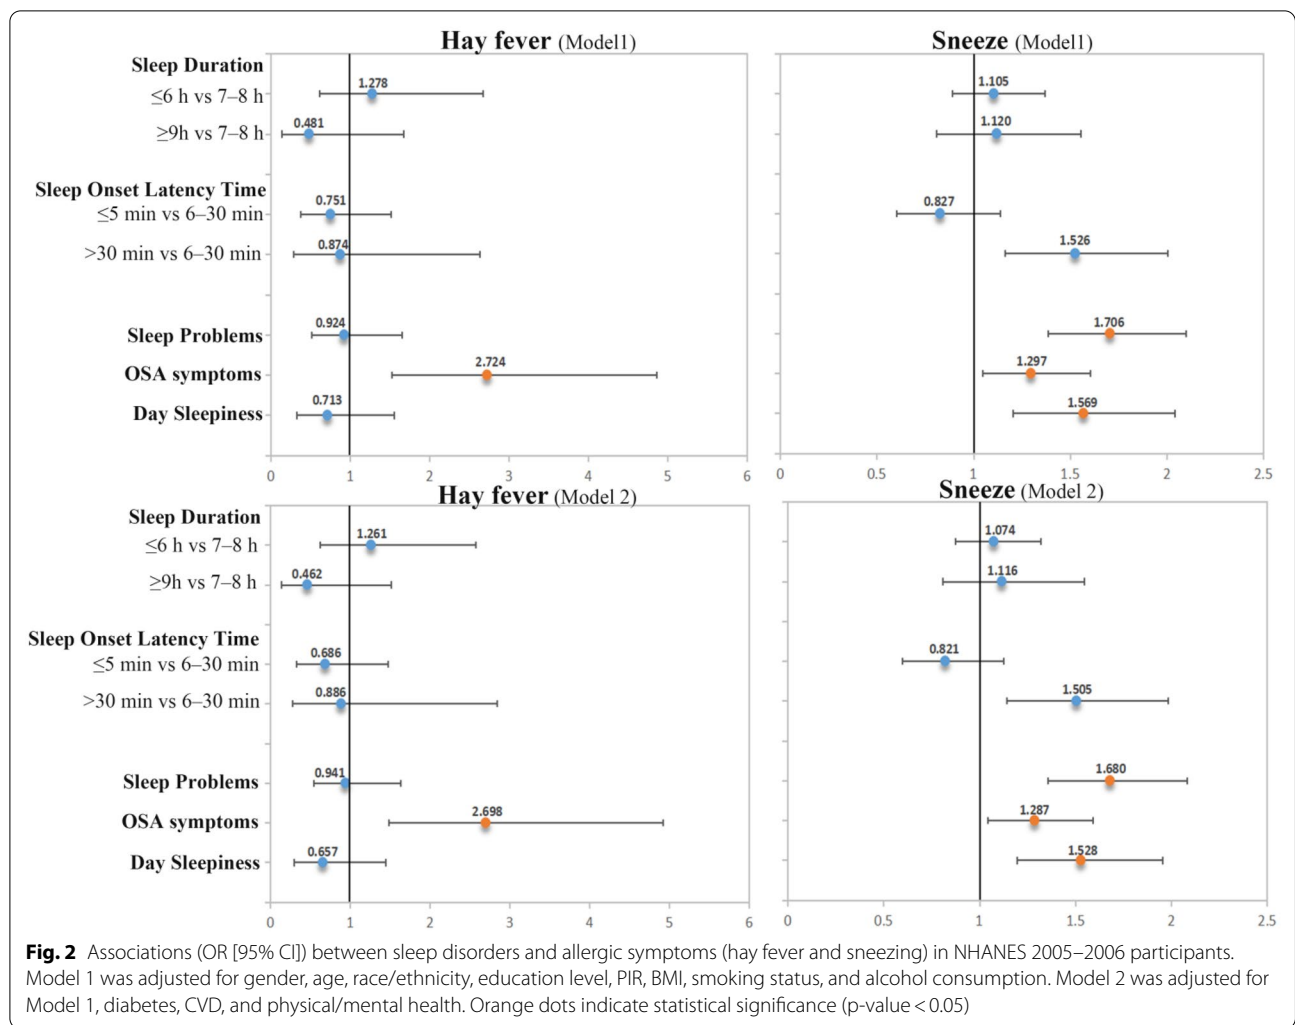 Hay fever (Model1)
Sleep Duration
≤6 h vs 7–8 h
1.278
≥9h vs 7–8 h
0.481
Sleep Onset Latency Time
≤5 min vs 6–30 min
0.751
>30 min vs 6–30 min
0.874
Sleep Problems
0.924
OSA symptoms
2.724
Day Sleepiness
0.713
0 1 2 3 4 5 6
Sneeze (Model1)
1.105
1.120
0.827
1.526
1.706
1.297
1.569
0 0.5 1 1.5 2 2.5
Hay fever (Model 2)
Sleep Duration
≤6 h vs 7–8 h
1.261
≥9h vs 7–8 h
0.462
Sleep Onset Latency Time
≤5 min vs 6–30 min
0.686
>30 min vs 6–30 min
0.886
Sleep Problems
0.941
OSA symptoms
2.698
Day Sleepiness
0.657
0 1 2 3 4 5 6
Sneeze (Model 2)
1.074
1.116
0.821
1.505
1.680
1.287
1.528
0 0.5 1 1.5 2 2.5
Fig. 2 Associations (OR [95% CI]) between sleep disorders and allergic symptoms (hay fever and sneezing) in NHANES 2005–2006 participants.
Model 1 was adjusted for gender, age, race/ethnicity, education level, PIR, BMI, smoking status, and alcohol consumption. Model 2 was adjusted for
Model 1, diabetes, CVD, and physical/mental health. Orange dots indicate statistical significance (p-value < 0.05)